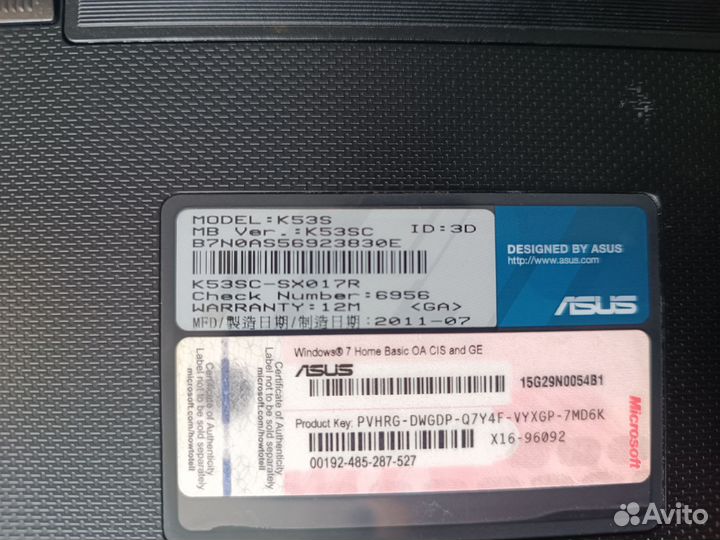 MODEL:K53S
MB Ver.:K53SC ID:3D
B7N0AS56923830E
K53SC-SX017R
Check Number:6956
WARRANTY:12M <GA>
MFD/製造日期/制造日期:2011-07
DESIGNED BY ASUS
http://www.asus.com
ASUS
Certificate of Authenticity
Label not to be sold separately
microsoft.com/howtotell
Certificate of Authenticity
Label not to be sold separately
microsoft.com/howtotell
Windows® 7 Home Basic OA CIS and GE
ASUS
15G29N0054B1
Product Key: PVHRG-DWGDP-Q7Y4F-VYXGP-7MD6K
X16-96092
00192-485-287-527
Microsoft
Avito